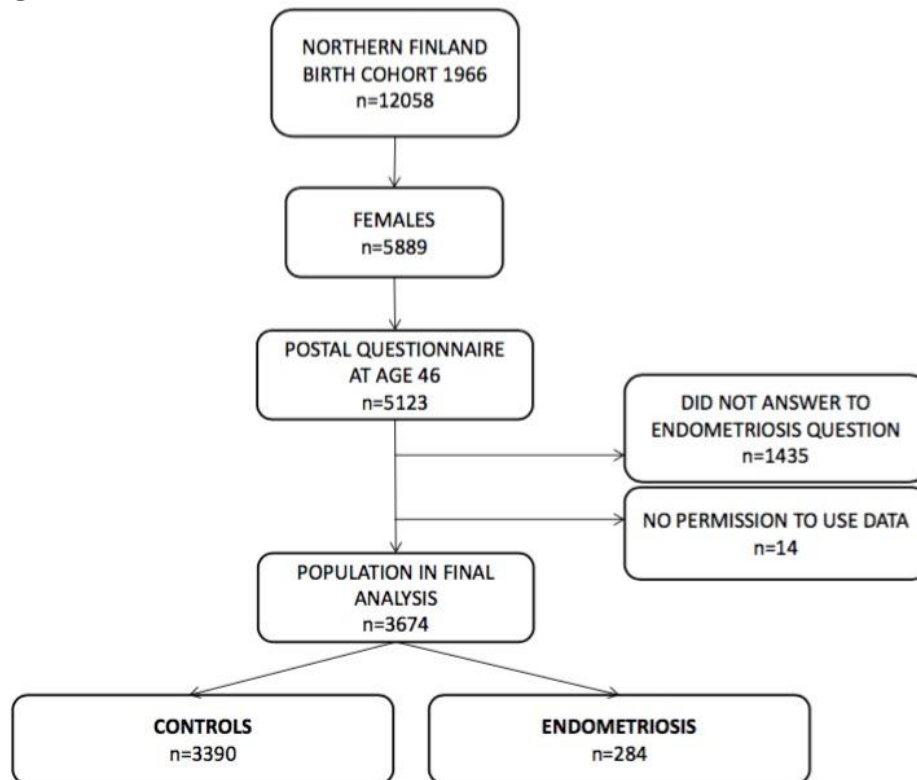 NORTHERN FINLAND
BIRTH COHORT 1966
n=12058
FEMALES
n=5889
POSTAL QUESTIONNAIRE
AT AGE 46
n=5123
DID NOT ANSWER TO
ENDOMETRIOSIS QUESTION
n=1435
NO PERMISSION TO USE DATA
n=14
POPULATION IN FINAL
ANALYSIS
n=3674
CONTROLS
n=3390
ENDOMETRIOSIS
n=284